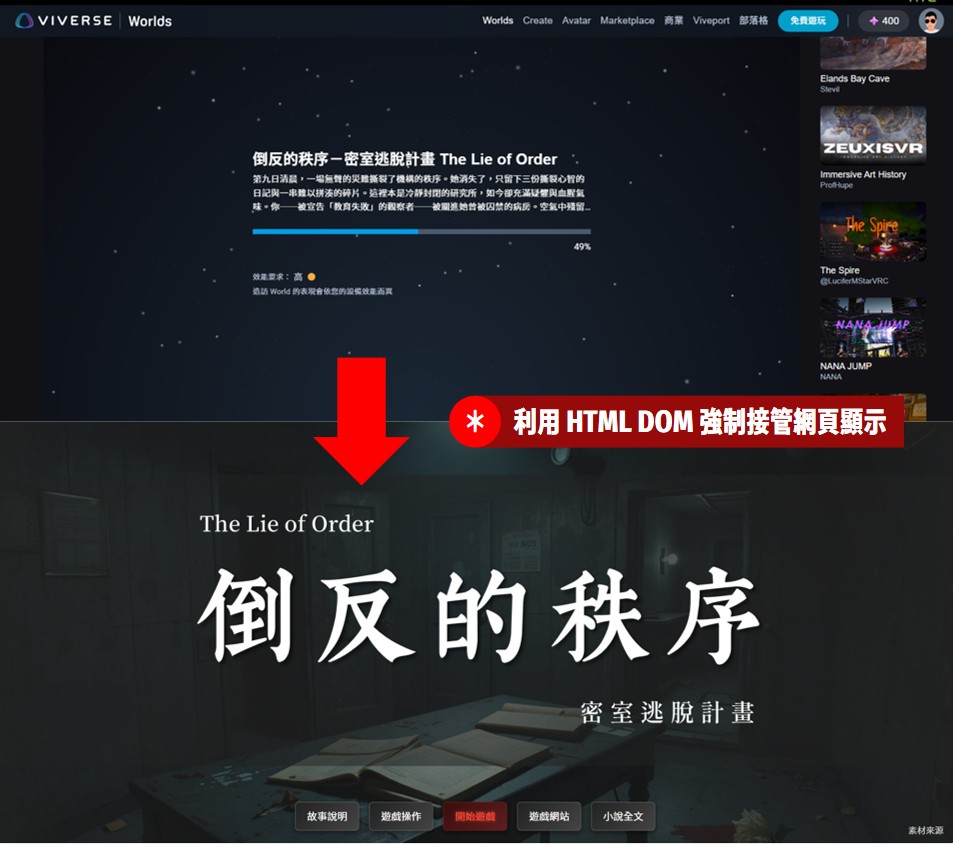 VIVERSE Worlds
Worlds Create Avatar Marketplace 商業 Viveport 部落格 免費遊玩 400
Elands Bay Cave
Stevil
ZEUXISVR
Immersive Art History
ProfHupe
The Spire
The Spire
@LuciferMStarVRC
NANA JUMP
NANA JUMP
NANA
倒反的秩序－密室逃脫計畫 The Lie of Order
第九日清晨，一場無聲的災難撕裂了機構的秩序。她消失了，只留下三份撕裂心智的
日記與一串難以拼湊的碎片。這裡本是冷靜封閉的研究所，如今卻充滿疑懼與血腥氣
味。你──被宣告「教育失敗」的觀察者──被關進她曾被囚禁的病房。空氣中殘留...
49%
效能要求： 高
造訪 World 的表現會依您的設備效能而異
* 利用 HTML DOM 強制接管網頁顯示
The Lie of Order
倒反的秩序
密室逃脫計畫
故事說明 遊戲操作 開始遊戲 遊戲網站 小說全文
素材來源